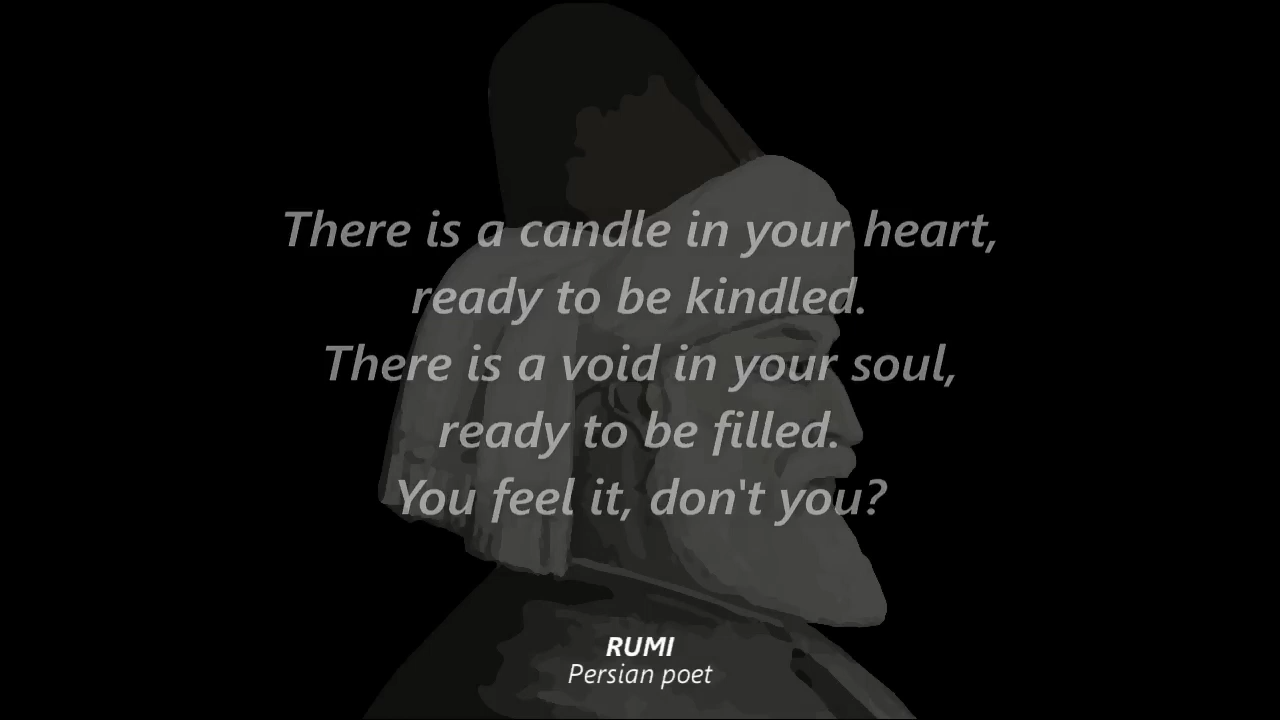 There is a candle in your heart,
ready to be kindled.
There is a void in your soul,
ready to be filled.
You feel it, don't you?
RUMI
Persian poet